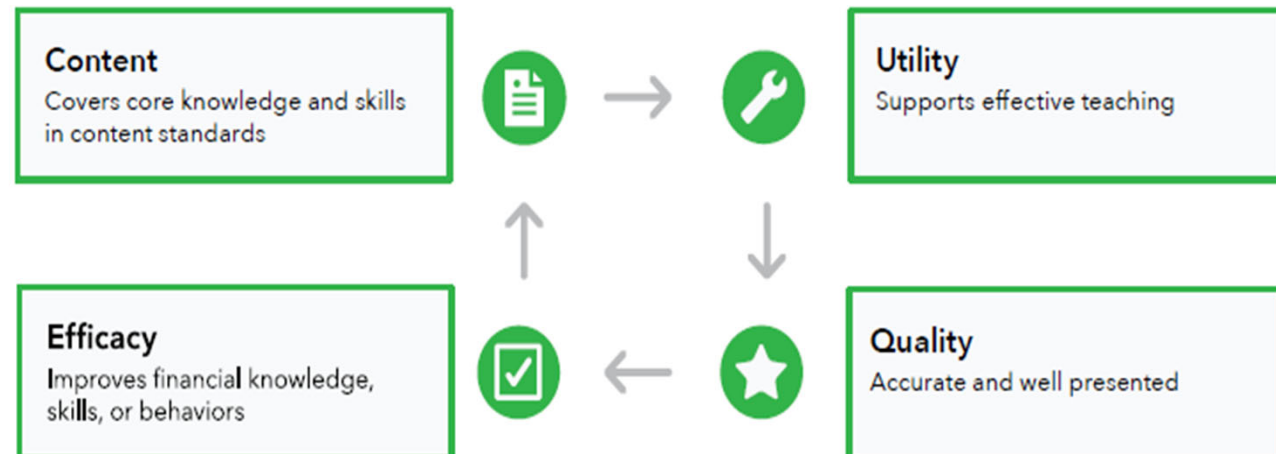 Content
Covers core knowledge and skills
in content standards
Utility
Supports effective teaching
Efficacy
Improves financial knowledge,
skills, or behaviors
Quality
Accurate and well presented